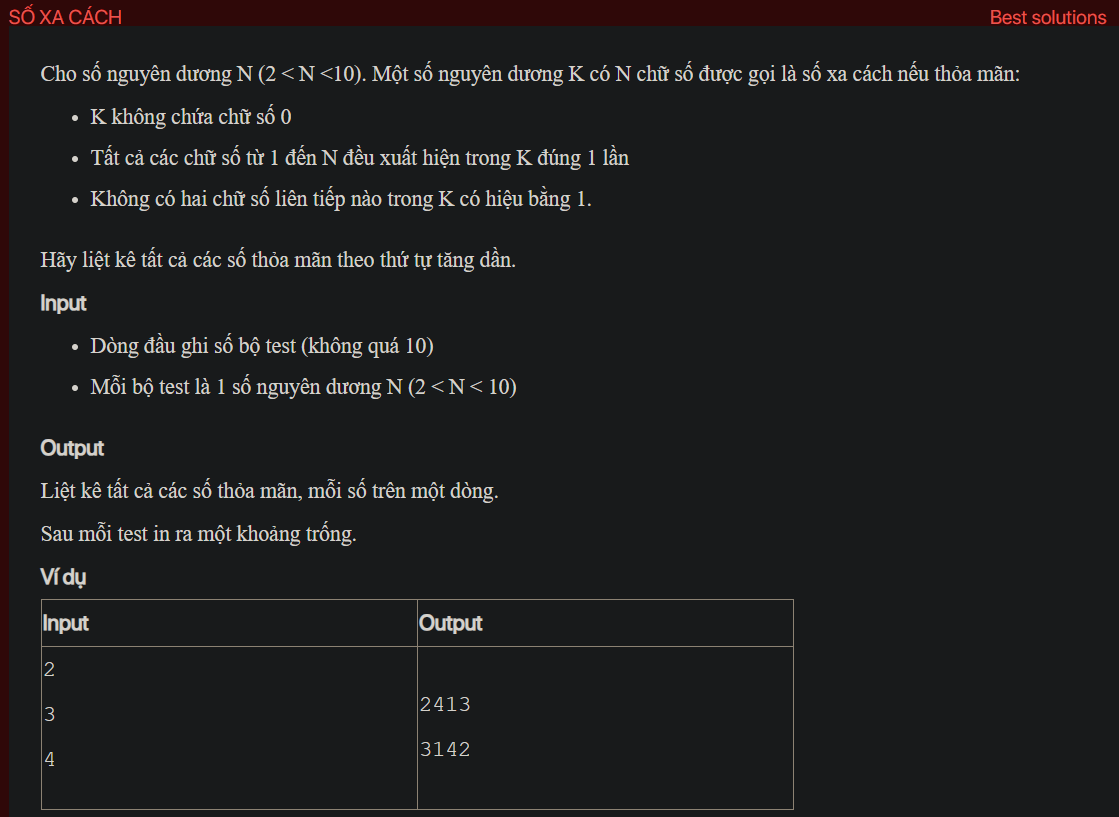 SỐ XA CÁCH
Best solutions
Cho số nguyên dương N (2 < N <10). Một số nguyên dương K có N chữ số được gọi là số xa cách nếu thỏa mãn:
• K không chứa chữ số 0
• Tất cả các chữ số từ 1 đến N đều xuất hiện trong K đúng 1 lần
• Không có hai chữ số liên tiếp nào trong K có hiệu bằng 1.
Hãy liệt kê tất cả các số thỏa mãn theo thứ tự tăng dần.
Input
• Dòng đầu ghi số bộ test (không quá 10)
• Mỗi bộ test là 1 số nguyên dương N (2 < N < 10)
Output
Liệt kê tất cả các số thỏa mãn, mỗi số trên một dòng.
Sau mỗi test in ra một khoảng trống.
Ví dụ
Input
Output
2
3
4
2413
3142